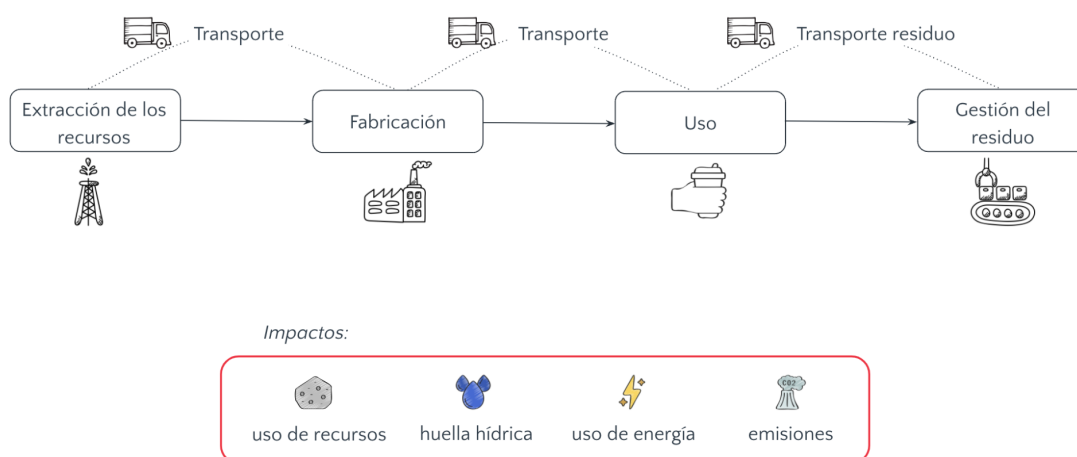 Transporte
Transporte
Transporte residuo
Extracción de los
recursos
Fabricación
Uso
Gestión del
residuo
Impactos:
CO2
uso de recursos
huella hídrica
uso de energía
emisiones